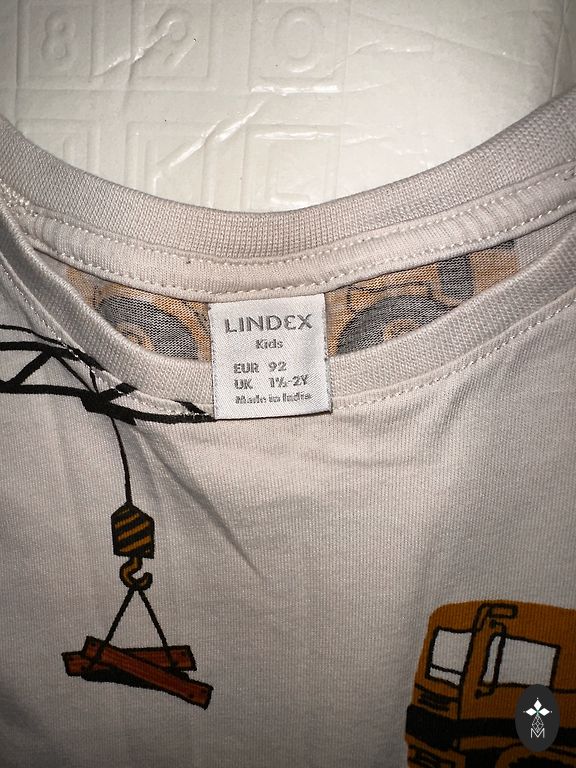 LINDEX
Kids
EUR 92
UK 1½-2Y
Made in India
M